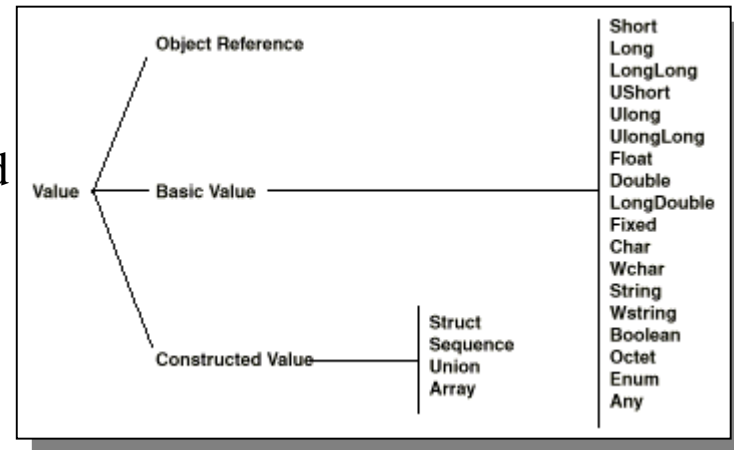 Object Reference
Value
Basic Value
Constructed Value
Struct
Sequence
Union
Array
Short
Long
LongLong
UShort
Ulong
UlongLong
Float
Double
LongDouble
Fixed
Char
Wchar
String
Wstring
Boolean
Octet
Enum
Any